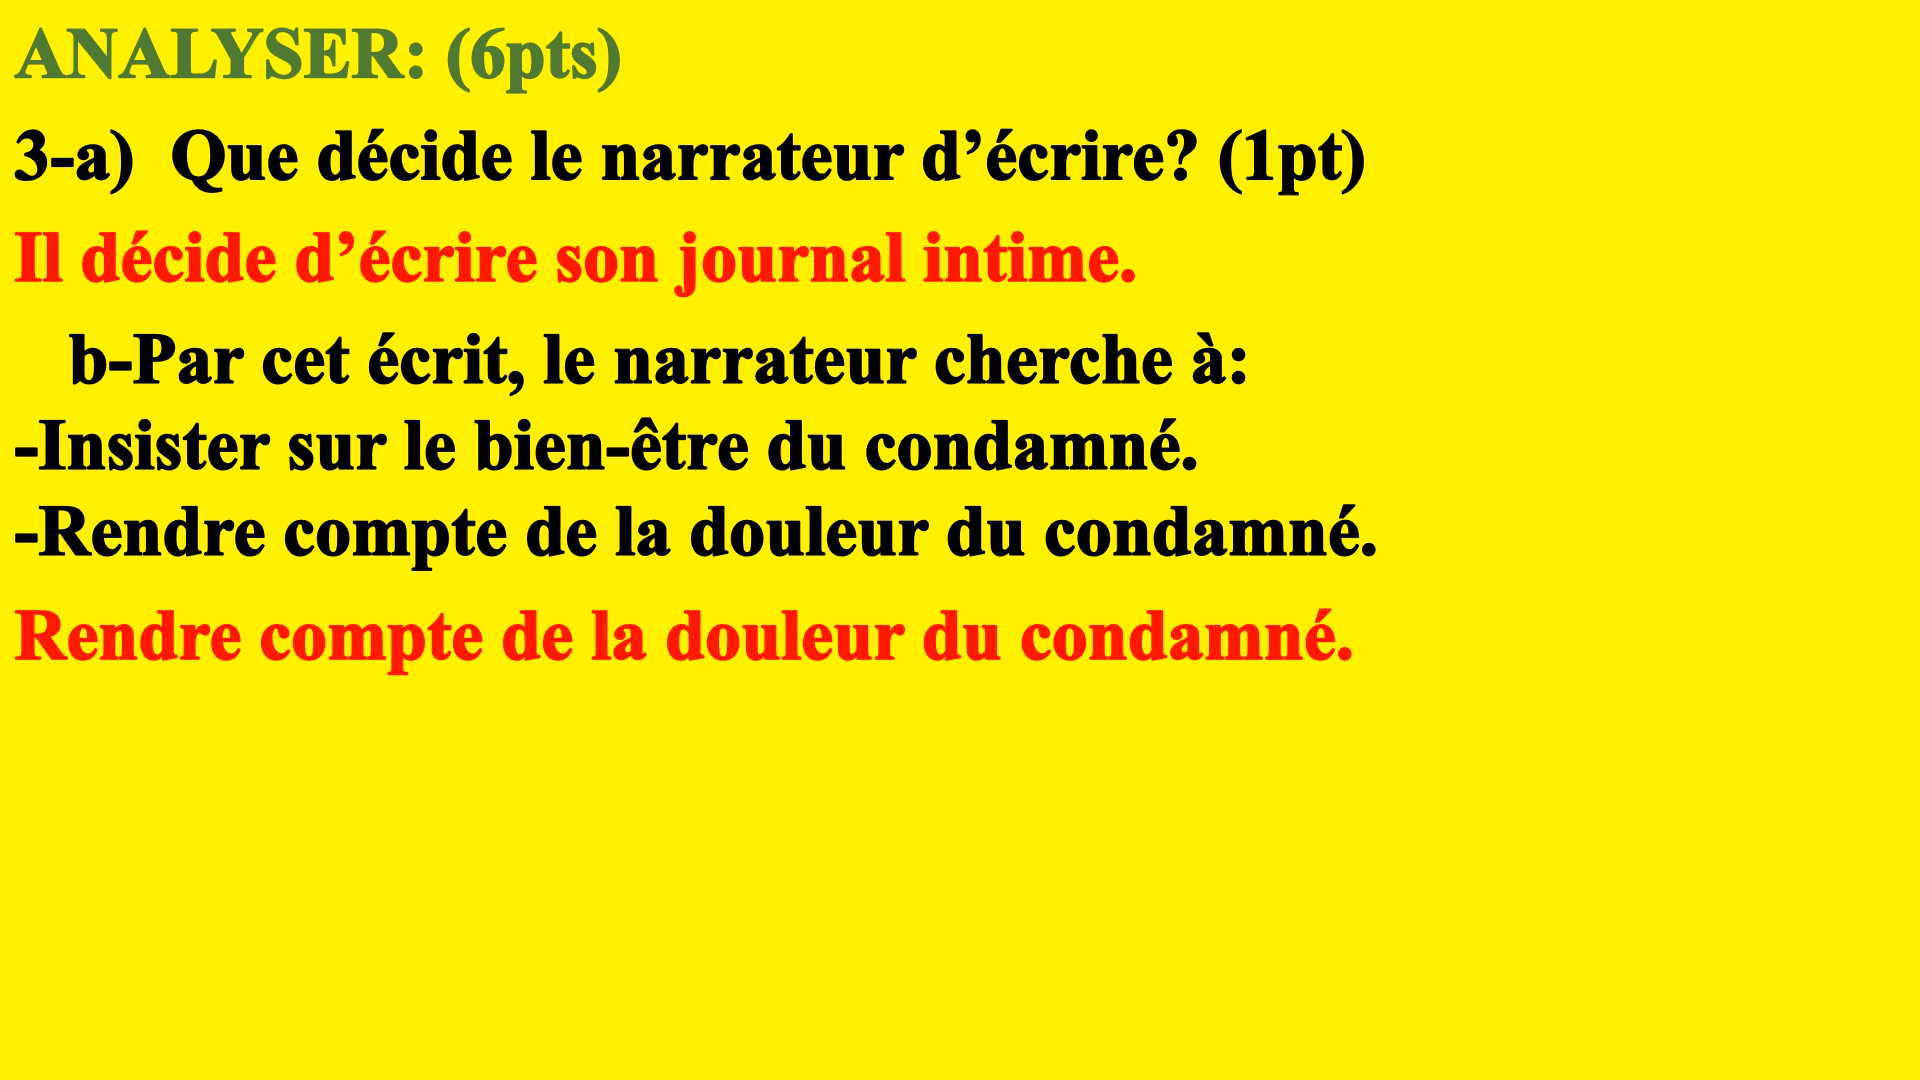 ANALYSER: (6pts)
3-a)  Que décide le narrateur d’écrire? (1pt)
Il décide d’écrire son journal intime.
b-Par cet écrit, le narrateur cherche à:
-Insister sur le bien-être du condamné.
-Rendre compte de la douleur du condamné.
Rendre compte de la douleur du condamné.